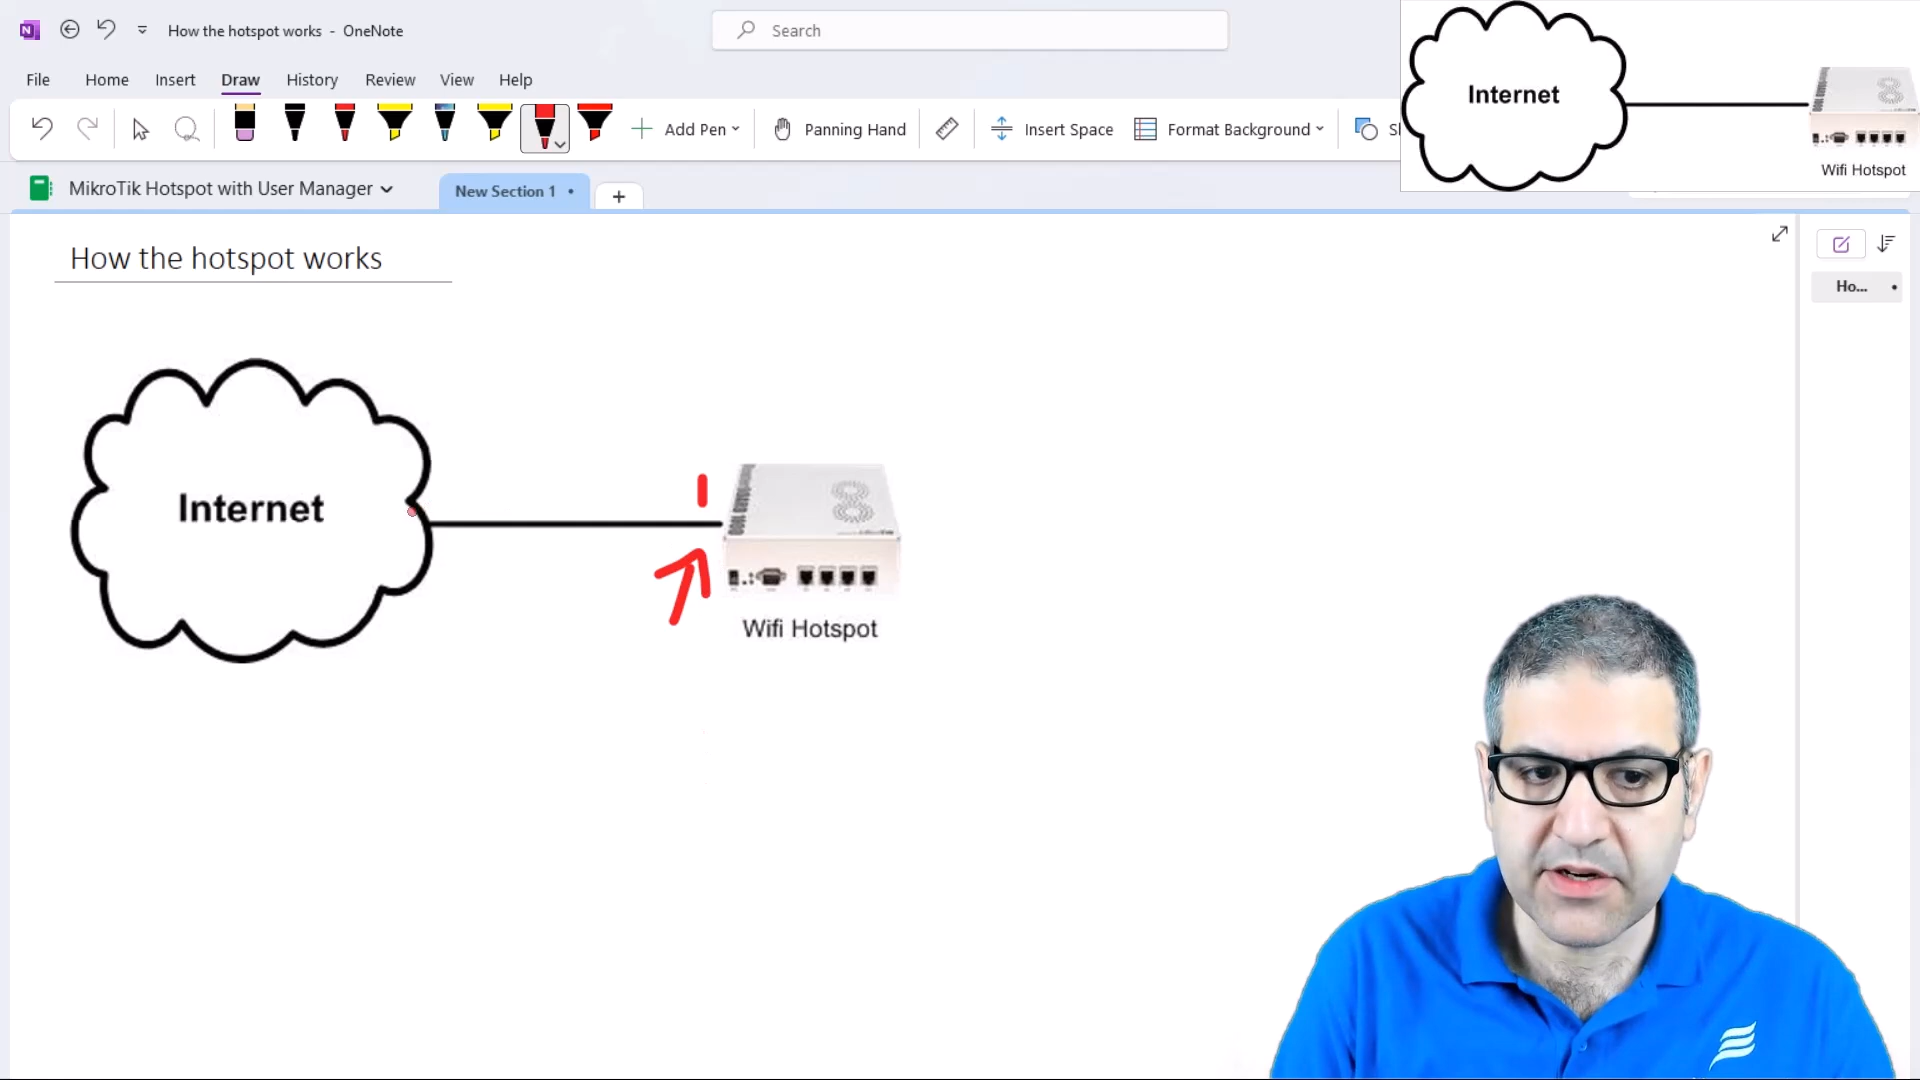 How the hotspot works - OneNote
Search
File Home Insert Draw History Review View Help
Add Pen
Panning Hand
Insert Space
Format Background
MikroTik Hotspot with User Manager
New Section 1
How the hotspot works
Ho...
Internet
1
Wifi Hotspot
Internet
Wifi Hotspot